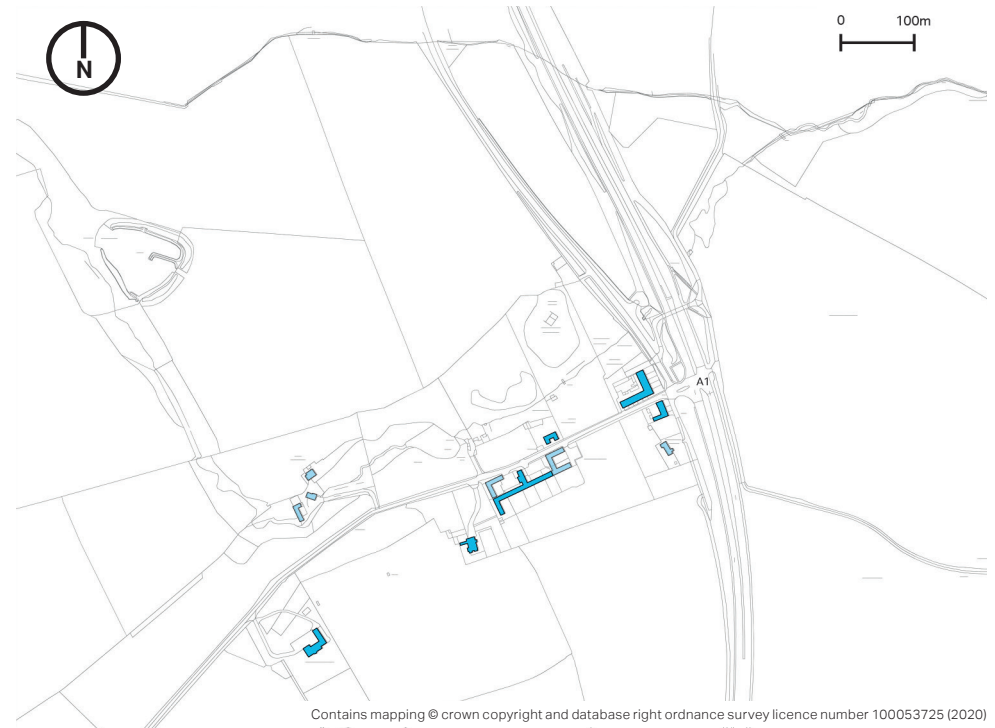 N
0 100m
A1
Contains mapping © crown copyright and database right ordnance survey licence number 100053725 (2020)